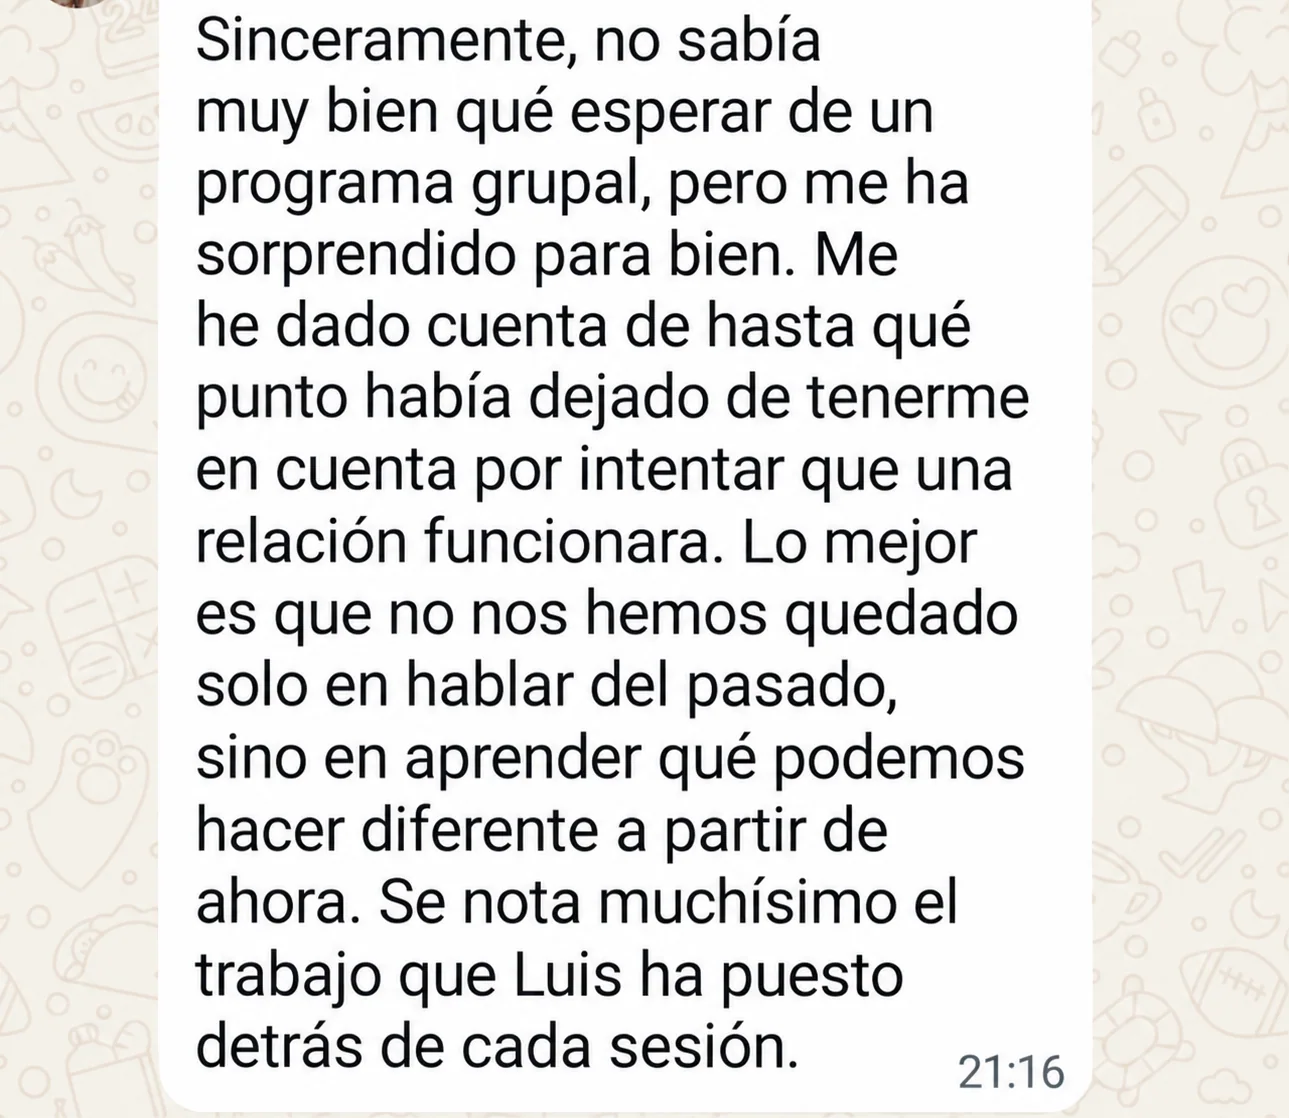 Sinceramente, no sabía
muy bien qué esperar de un
programa grupal, pero me ha
sorprendido para bien. Me
he dado cuenta de hasta qué
punto había dejado de tenerme
en cuenta por intentar que una
relación funcionara. Lo mejor
es que no nos hemos quedado
solo en hablar del pasado,
sino en aprender qué podemos
hacer diferente a partir de
ahora. Se nota muchísimo el
trabajo que Luis ha puesto
detrás de cada sesión.
21:16